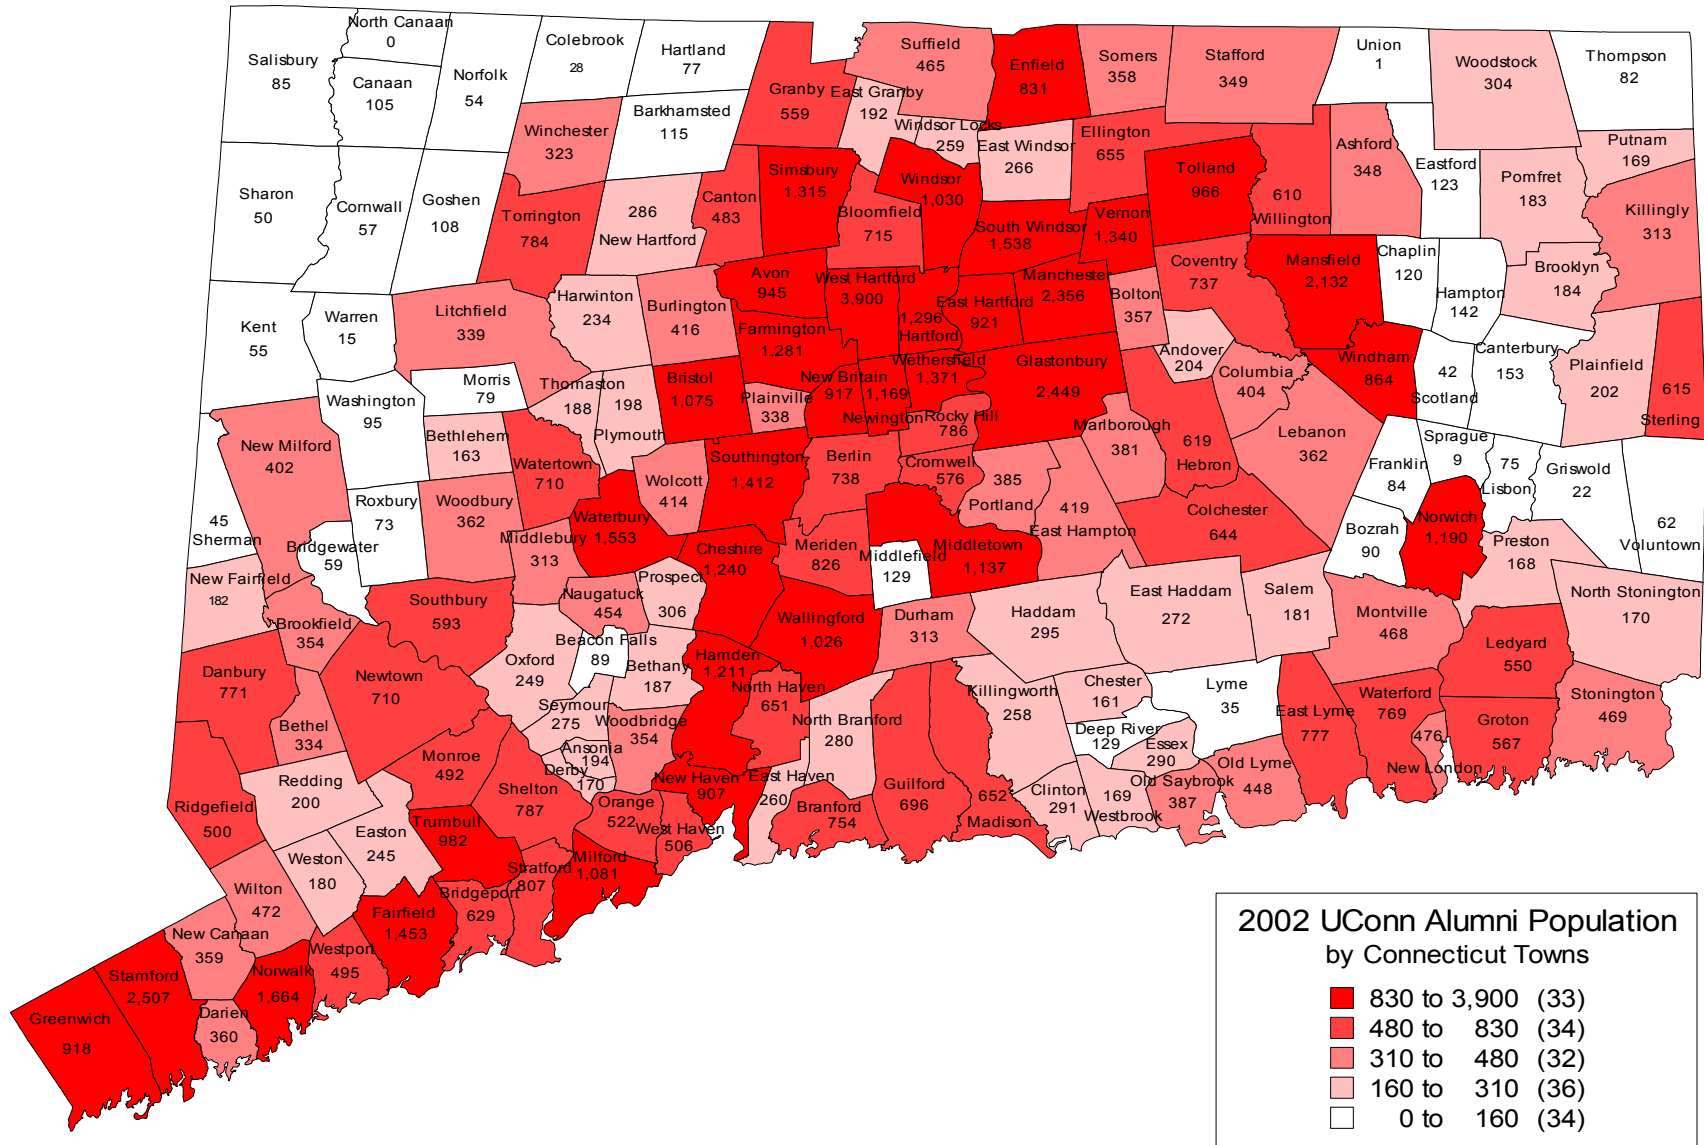 North Canaan
0
Salisbury
85
Canaan
105
Norfolk
54
Colebrook
28
Hartland
77
Barkhamsted
115
Winchester
323
Granby
559
East Granby
192
Suffield
465
Enfield
831
Somers
358
Stafford
349
Union
1
Woodstock
304
Thompson
82
Windsor Locks
259
East Windsor
266
Ellington
655
Tolland
966
610
Willington
Ashford
348
Eastford
123
Pomfret
183
Putnam
169
Killingly
313
Sharon
50
Cornwall
57
Goshen
108
Torrington
784
286
New Hartford
Canton
483
Simsbury
1,315
Bloomfield
715
Windsor
1,030
South Windsor
1,538
Vernon
1,340
Coventry
737
Mansfield
2,132
Chaplin
120
Hampton
142
Brooklyn
184
Kent
55
Warren
15
Litchfield
339
Harwinton
234
Burlington
416
Avon
945
West Hartford
3,900
1,296
Hartford
East Hartford
921
Manchester
2,356
Bolton
357
Andover
204
Columbia
404
Windham
864
42
Scotland
Canterbury
153
Plainfield
202
615
Sterling
Farmington
1,281
Morris
79
Thomaston
188
198
Plymouth
Bristol
1,075
Plainville
338
New Britain
917
1,169
Newington
Wethersfield
1,371
Rocky Hill
786
Glastonbury
2,449
Marlborough
381
619
Hebron
Lebanon
362
Washington
95
New Milford
402
Bethlehem
163
Watertown
710
Wolcott
414
Southington
1,412
Berlin
738
Cromwell
576
385
Portland
419
East Hampton
Colchester
644
Franklin
84
Sprague
9
75
Lisbon
Griswold
22
62
Voluntown
45
Sherman
Roxbury
73
Woodbury
362
Bridgewater
59
Middlebury
313
Waterbury
1,553
Cheshire
1,240
Meriden
826
Middlefield
129
Middletown
1,137
Bozrah
90
Norwich
1,190
Preston
168
North Stonington
170
New Fairfield
182
Brookfield
354
Southbury
593
Naugatuck
454
Prospect
306
Wallingford
1,026
Durham
313
Haddam
295
East Haddam
272
Salem
181
Montville
468
Ledyard
550
Danbury
771
Newtown
710
Oxford
249
Beacon Falls
89
Bethany
187
Hamden
1,211
North Haven
651
North Branford
280
Killingworth
258
Chester
161
Lyme
35
East Lyme
777
Waterford
769
476
New London
Groton
567
Stonington
469
Bethel
334
Seymour
275
Woodbridge
354
Ansonia
194
Derby
170
Deep River
129
Essex
290
Monroe
492
Redding
200
Ridgefield
500
Shelton
787
Orange
522
New Haven
907
West Haven
506
East Haven
260
Branford
754
Guilford
696
652
Madison
Clinton
291
169
Westbrook
Old Saybrook
387
Old Lyme
448
Easton
245
Trumbull
982
Weston
180
Stratford
807
Milford
1,081
Wilton
472
Bridgeport
629
Fairfield
1,453
New Canaan
359
Westport
495
Norwalk
1,664
Stamford
2,507
Darien
360
Greenwich
918
2002 UConn Alumni Population
by Connecticut Towns
830 to 3,900 (33)
480 to 830 (34)
310 to 480 (32)
160 to 310 (36)
0 to 160 (34)